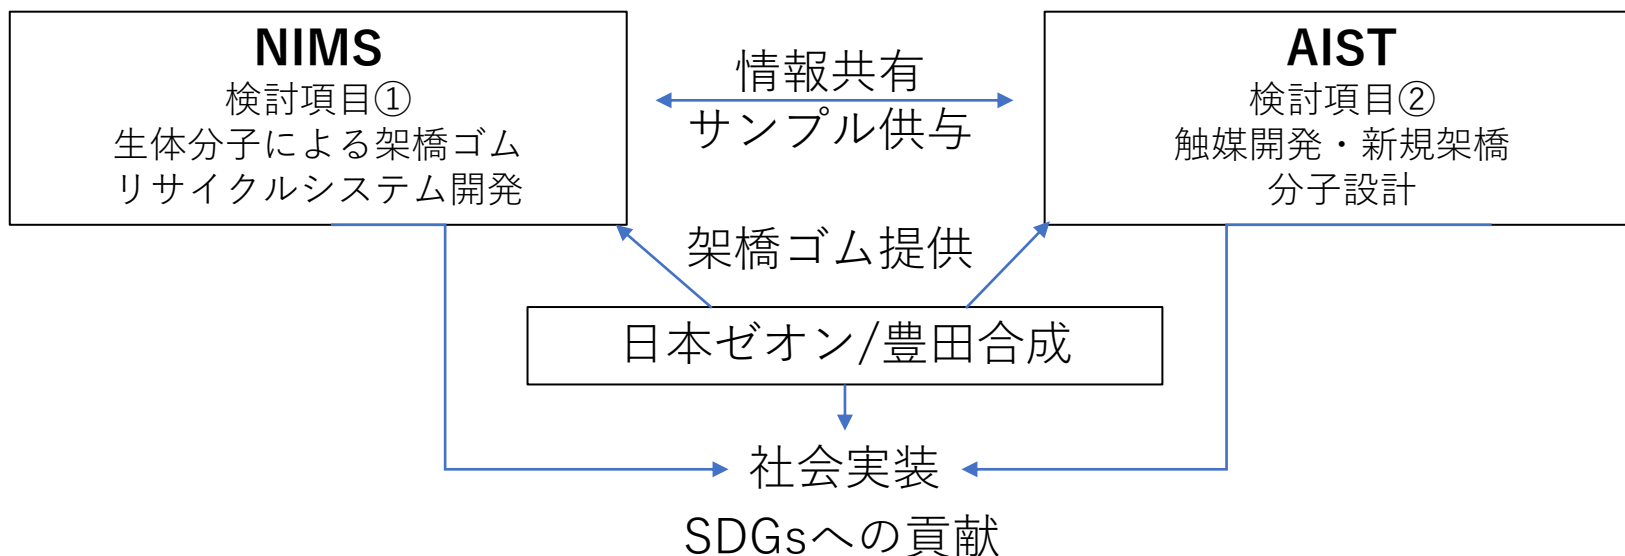 NIMS
検討項目①
生体分子による架橋ゴム
リサイクルシステム開発
情報共有
サンプル供与
AIST
検討項目②
触媒開発・新規架橋
分子設計
架橋ゴム提供
日本ゼオン/豊田合成
社会実装
SDGsへの貢献